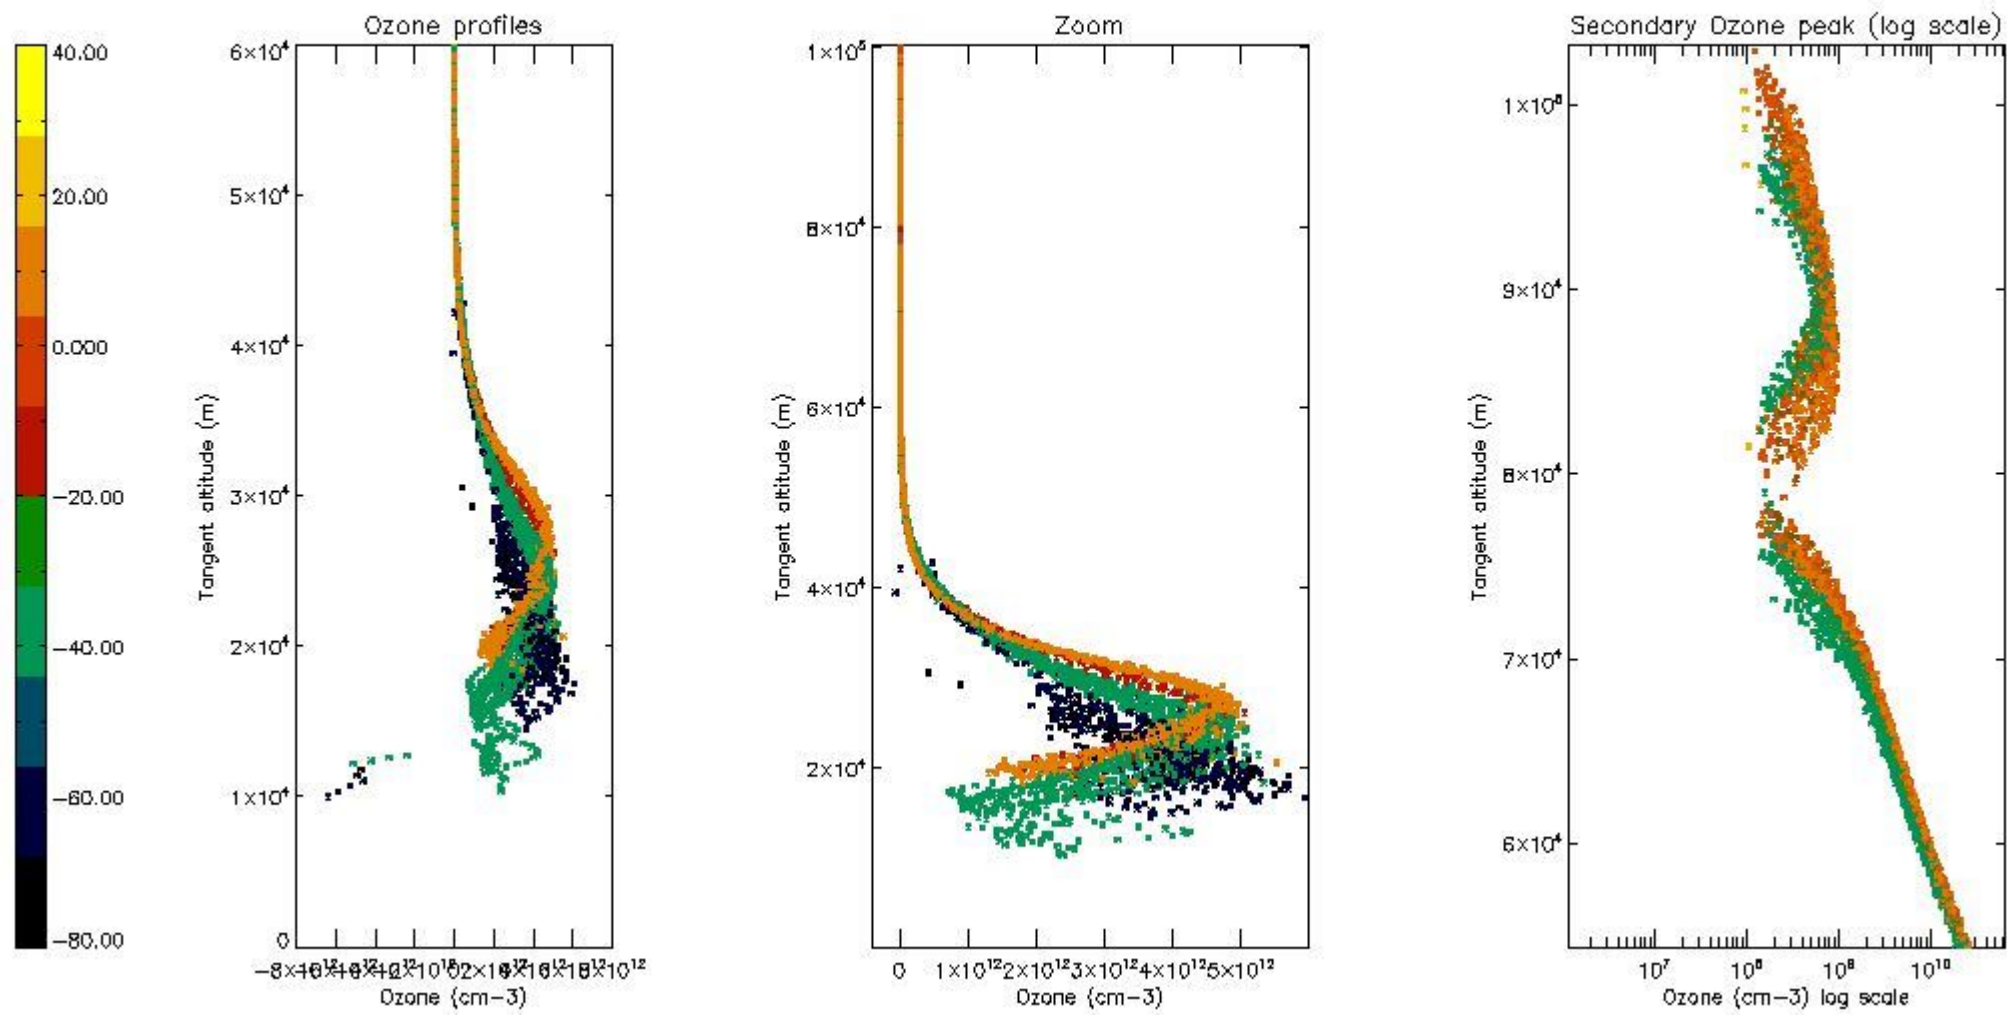 Ozone profiles
Zoom
Secondary Ozone peak (log scale)
40.00
20.00
0.000
−20.00
−40.00
−60.00
−80.00
6×10⁴
5×10⁴
4×10⁴
3×10⁴
2×10⁴
1×10⁴
0
Tangent altitude (m)
Ozone (cm−3)
1×10⁵
8×10⁴
6×10⁴
4×10⁴
2×10⁴
Tangent altitude (m)
0 1×10¹² 2×10¹² 3×10¹² 4×10¹² 5×10¹²
Ozone (cm−3)
9×10⁴
8×10⁴
7×10⁴
6×10⁴
Tangent altitude (m)
10⁷ 10¹⁰
Ozone (cm−3) log scale